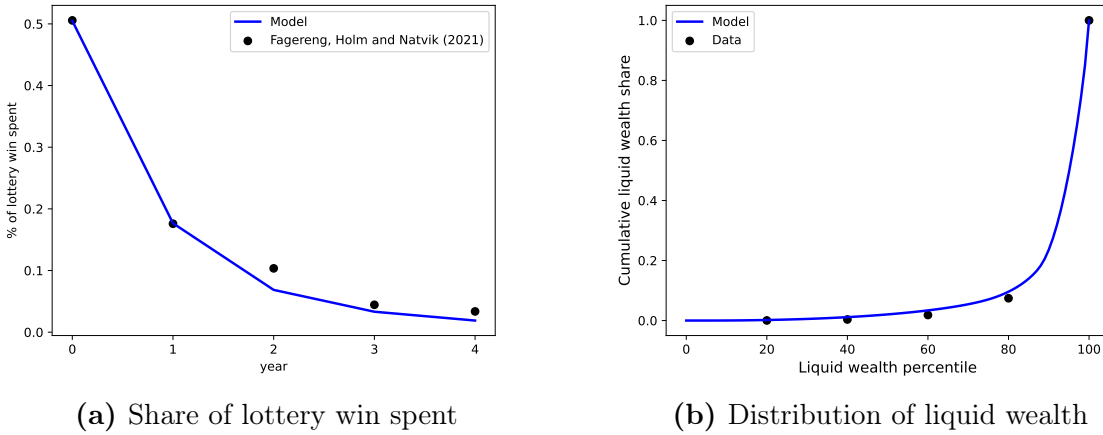 % of lottery win spent
0.5
0.4
0.3
0.2
0.1
0.0
Model
Fagereng, Holm and Natvik (2021)
0 1 2 3 4
year
(a) Share of lottery win spent
Cumulative liquid wealth share
1.0
0.8
0.6
0.4
0.2
0.0
Model
Data
0 20 40 60 80 100
Liquid wealth percentile
(b) Distribution of liquid wealth